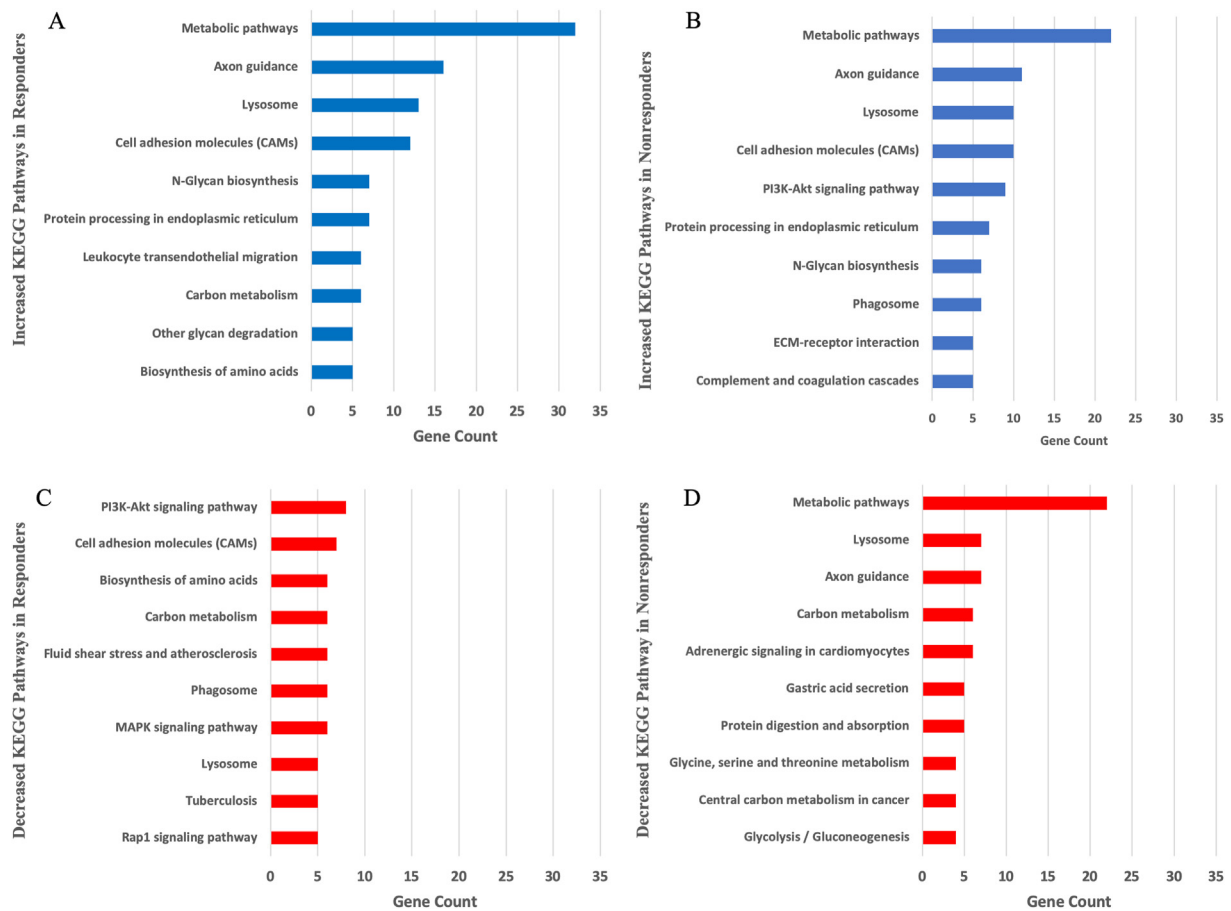 A
Increased KEGG Pathways in Responders
Metabolic pathways
Axon guidance
Lysosome
Cell adhesion molecules (CAMs)
N-Glycan biosynthesis
Protein processing in endoplasmic reticulum
Leukocyte transendothelial migration
Carbon metabolism
Other glycan degradation
Biosynthesis of amino acids
0 5 10 15 20 25 30 35
Gene Count
B
Increased KEGG Pathways in Nonresponders
Metabolic pathways
Axon guidance
Lysosome
Cell adhesion molecules (CAMs)
PI3K-Akt signaling pathway
Protein processing in endoplasmic reticulum
N-Glycan biosynthesis
Phagosome
ECM-receptor interaction
Complement and coagulation cascades
0 5 10 15 20 25 30 35
Gene Count
C
Decreased KEGG Pathways in Responders
PI3K-Akt signaling pathway
Cell adhesion molecules (CAMs)
Biosynthesis of amino acids
Carbon metabolism
Fluid shear stress and atherosclerosis
Phagosome
MAPK signaling pathway
Lysosome
Tuberculosis
Rap1 signaling pathway
0 5 10 15 20 25 30 35
Gene Count
D
Decreased KEGG Pathway in Nonresponders
Metabolic pathways
Lysosome
Axon guidance
Carbon metabolism
Adrenergic signaling in cardiomyocytes
Gastric acid secretion
Protein digestion and absorption
Glycine, serine and threonine metabolism
Central carbon metabolism in cancer
Glycolysis / Gluconeogenesis
0 5 10 15 20 25 30 35
Gene Count